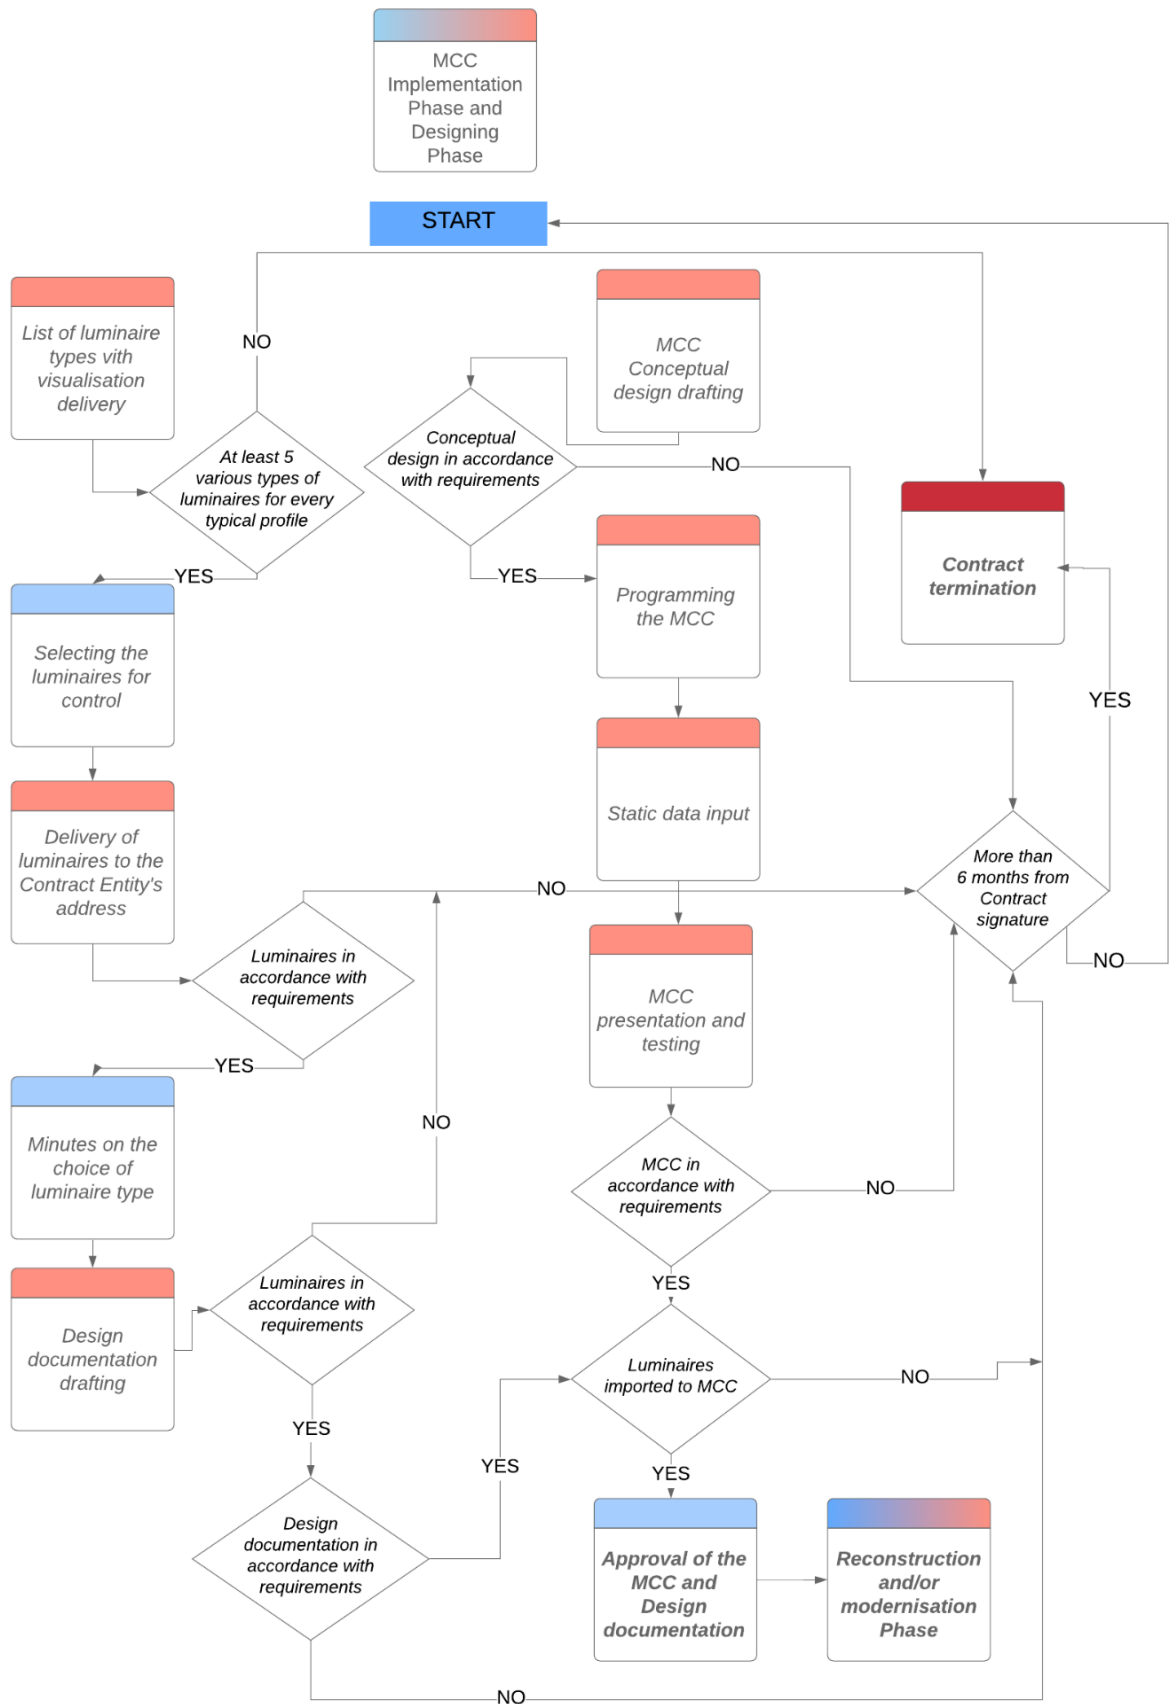 MCC
Implementation
Phase and
Designing
Phase
START
List of luminaire
types vith
visualisation
delivery
NO
MCC
Conceptual
design drafting
At least 5
various types of
luminaires for every
typical profile
Conceptual
design in accordance
with requirements
NO
Contract
termination
YES
YES
Programming
the MCC
Selecting the
luminaires for
control
YES
Static data input
Delivery of
luminaires to the
Contract Entity's
address
NO
More than
6 months from
Contract
signature
NO
Luminaires in
accordance with
requirements
MCC
presentation and
testing
YES
Minutes on the
choice of
luminaire type
NO
MCC in
accordance with
requirements
NO
Luminaires in
accordance with
requirements
YES
Design
documentation
drafting
Luminaires
imported to MCC
NO
YES
YES
YES
Design
documentation in
accordance with
requirements
Approval of the
MCC and
Design
documentation
Reconstruction
and/or
modernisation
Phase
NO